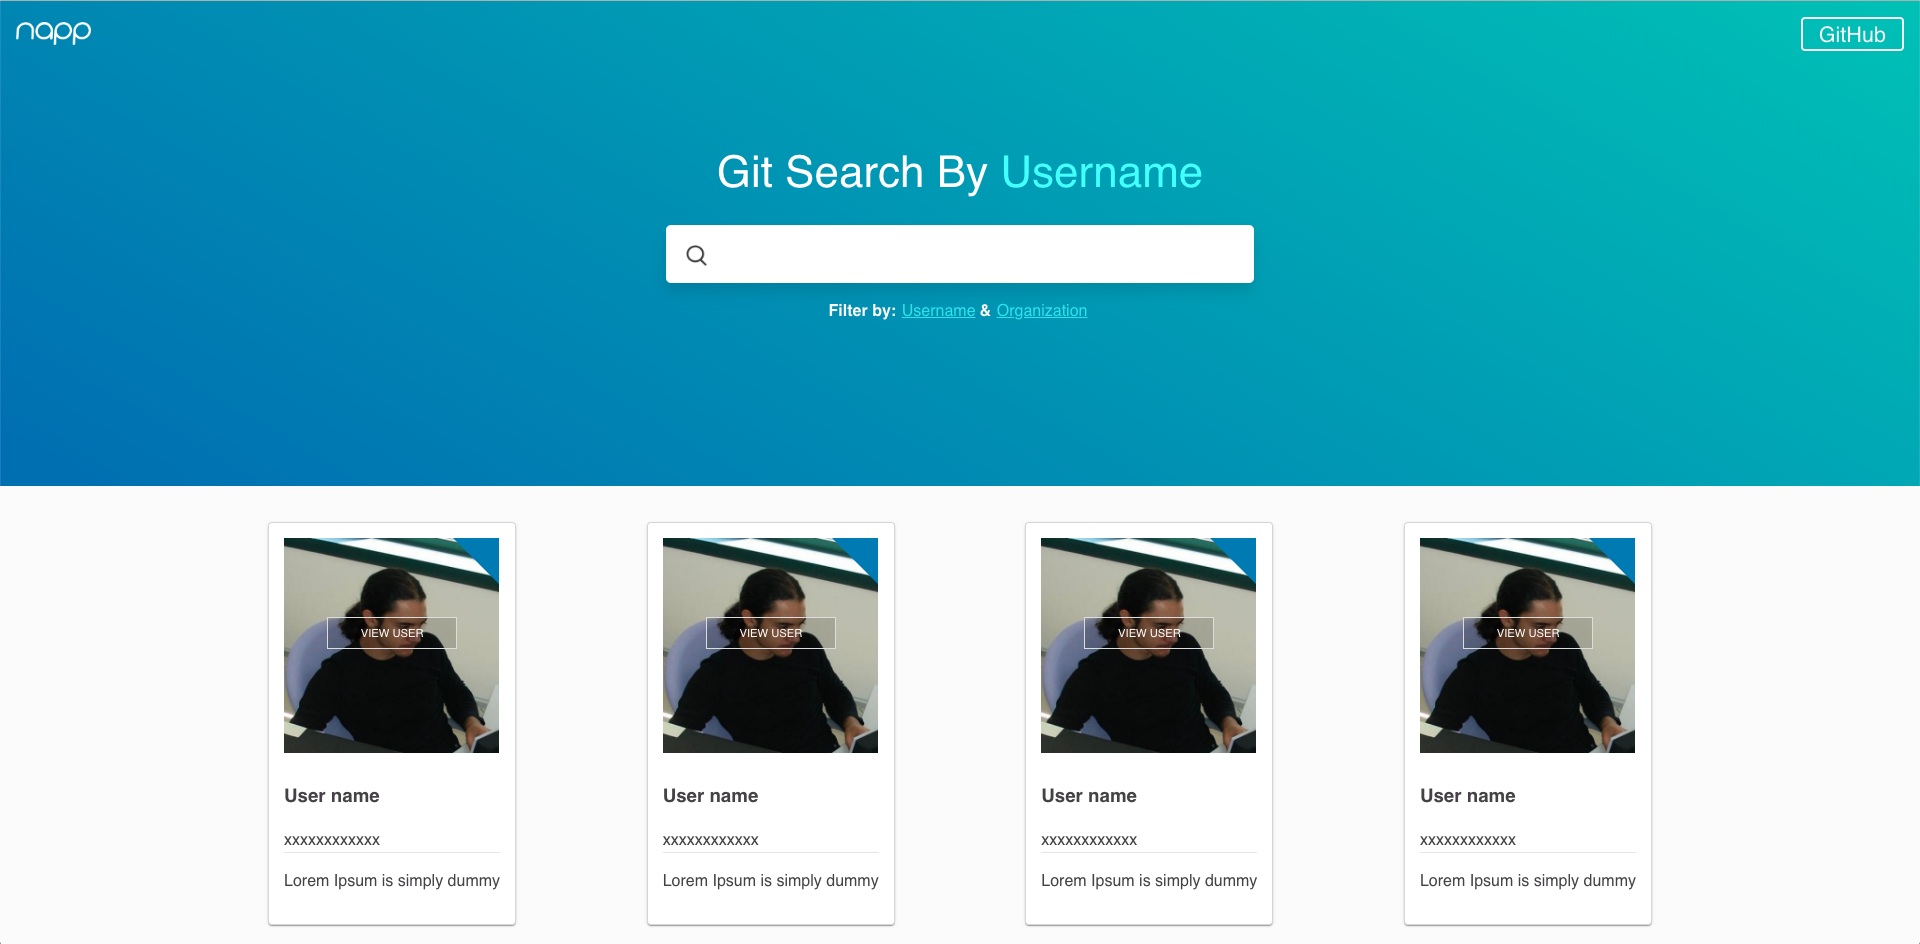 napp
GitHub
Git Search By Username
Filter by: Username & Organization
VIEW USER VIEW USER VIEW USER VIEW USER
User name User name User name User name
xxxxxxxxxxxx xxxxxxxxxxxx xxxxxxxxxxxx xxxxxxxxxxxx
Lorem Ipsum is simply dummy Lorem Ipsum is simply dummy Lorem Ipsum is simply dummy Lorem Ipsum is simply dummy